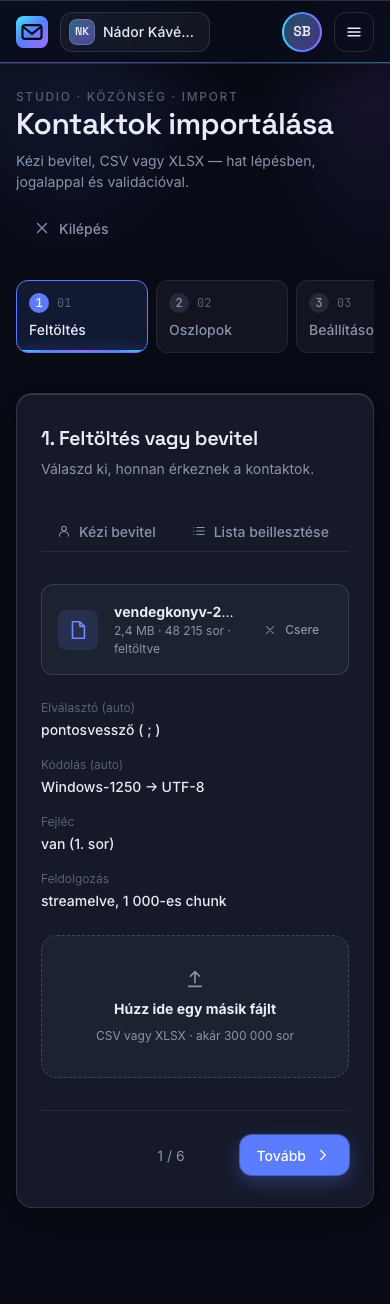 NK Nádor Kávé... SB
STUDIO · KÖZÖNSÉG · IMPORT
Kontaktok importálása
Kézi bevitel, CSV vagy XLSX — hat lépésben,
jogalappal és validációval.
Kilépés
1 01
Feltöltés
2 02
Oszlopok
3 03
Beállításo
1. Feltöltés vagy bevitel
Válaszd ki, honnan érkeznek a kontaktok.
Kézi bevitel
Lista beillesztése
vendegkonyv-2...
2,4 MB · 48 215 sor ·
feltöltve
Csere
Elválasztó (auto)
pontosvessző ( ; )
Kódolás (auto)
Windows-1250 → UTF-8
Fejléc
van (1. sor)
Feldolgozás
streamelve, 1 000-es chunk
Húzz ide egy másik fájlt
CSV vagy XLSX · akár 300 000 sor
1 / 6
Tovább